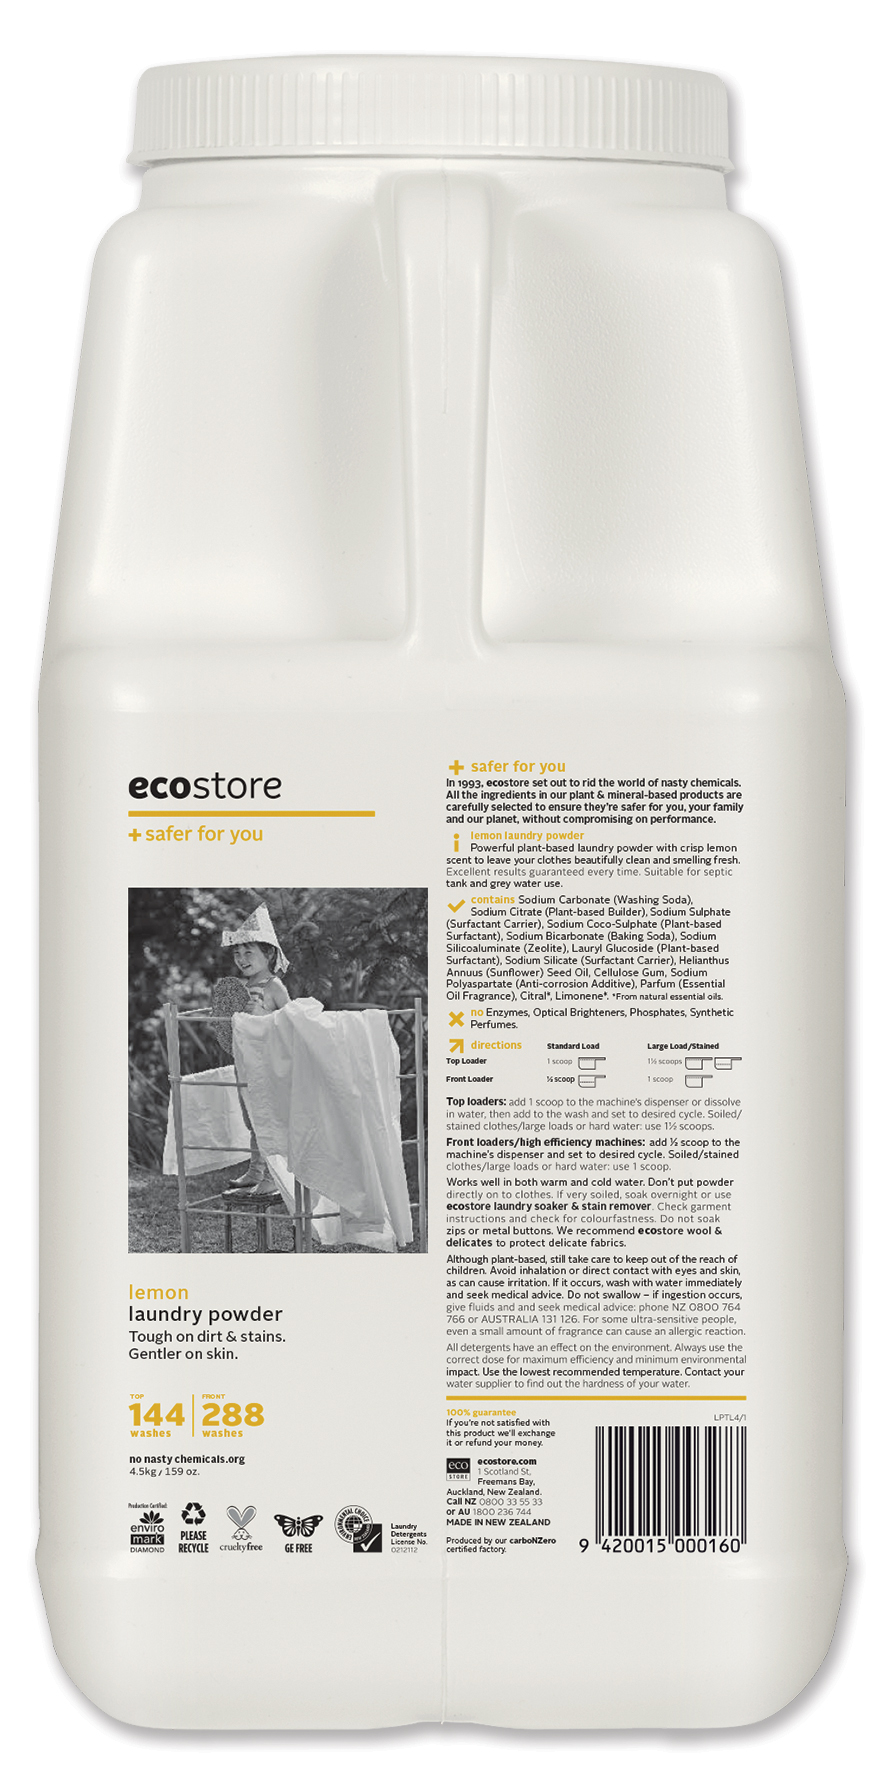 ecostore
+ safer for you
lemon
laundry powder
Tough on dirt & stains.
Gentler on skin.
TOP
144
washes
FRONT
288
washes
no nasty chemicals.org
4.5kg / 159 oz.
Production Certified:
enviro
mark
DIAMOND
PLEASE
RECYCLE
crueltyfree
GE FREE
ENVIRONMENTAL CHOICE
Laundry
Detergents
License No.
0212112
+ safer for you
In 1993, ecostore set out to rid the world of nasty chemicals.
All the ingredients in our plant & mineral-based products are
carefully selected to ensure they're safer for you, your family
and our planet, without compromising on performance.
i lemon laundry powder
Powerful plant-based laundry powder with crisp lemon
scent to leave your clothes beautifully clean and smelling fresh.
Excellent results guaranteed every time. Suitable for septic
tank and grey water use.
contains Sodium Carbonate (Washing Soda),
Sodium Citrate (Plant-based Builder), Sodium Sulphate
(Surfactant Carrier), Sodium Coco-Sulphate (Plant-based
Surfactant), Sodium Bicarbonate (Baking Soda), Sodium
Silicoaluminate (Zeolite), Lauryl Glucoside (Plant-based
Surfactant), Sodium Silicate (Surfactant Carrier), Helianthus
Annuus (Sunflower) Seed Oil, Cellulose Gum, Sodium
Polyaspartate (Anti-corrosion Additive), Parfum (Essential
Oil Fragrance), Citral*, Limonene*. *From natural essential oils.
no Enzymes, Optical Brighteners, Phosphates, Synthetic
Perfumes.
directions Standard Load Large Load/Stained
Top Loader 1 scoop 1½ scoops
Front Loader ½ scoop 1 scoop
Top loaders: add 1 scoop to the machine's dispenser or dissolve
in water, then add to the wash and set to desired cycle. Soiled/
stained clothes/large loads or hard water: use 1½ scoops.
Front loaders/high efficiency machines: add ½ scoop to the
machine's dispenser and set to desired cycle. Soiled/stained
clothes/large loads or hard water: use 1 scoop.
Works well in both warm and cold water. Don't put powder
directly on to clothes. If very soiled, soak overnight or use
ecostore laundry soaker & stain remover. Check garment
instructions and check for colourfastness. Do not soak
zips or metal buttons. We recommend ecostore wool &
delicates to protect delicate fabrics.
Although plant-based, still take care to keep out of the reach of
children. Avoid inhalation or direct contact with eyes and skin,
as can cause irritation. If it occurs, wash with water immediately
and seek medical advice. Do not swallow – if ingestion occurs,
give fluids and and seek medical advice: phone NZ 0800 764
766 or AUSTRALIA 131 126. For some ultra-sensitive people,
even a small amount of fragrance can cause an allergic reaction.
All detergents have an effect on the environment. Always use the
correct dose for maximum efficiency and minimum environmental
impact. Use the lowest recommended temperature. Contact your
water supplier to find out the hardness of your water.
100% guarantee
If you're not satisfied with
this product we'll exchange
it or refund your money.
eco
STORE
ecostore.com
1 Scotland St,
Freemans Bay,
Auckland, New Zealand.
Call NZ 0800 33 55 33
or AU 1800 236 744
MADE IN NEW ZEALAND
Produced by our carboNZero
certified factory.
LPTL4/1
9 420015 000160